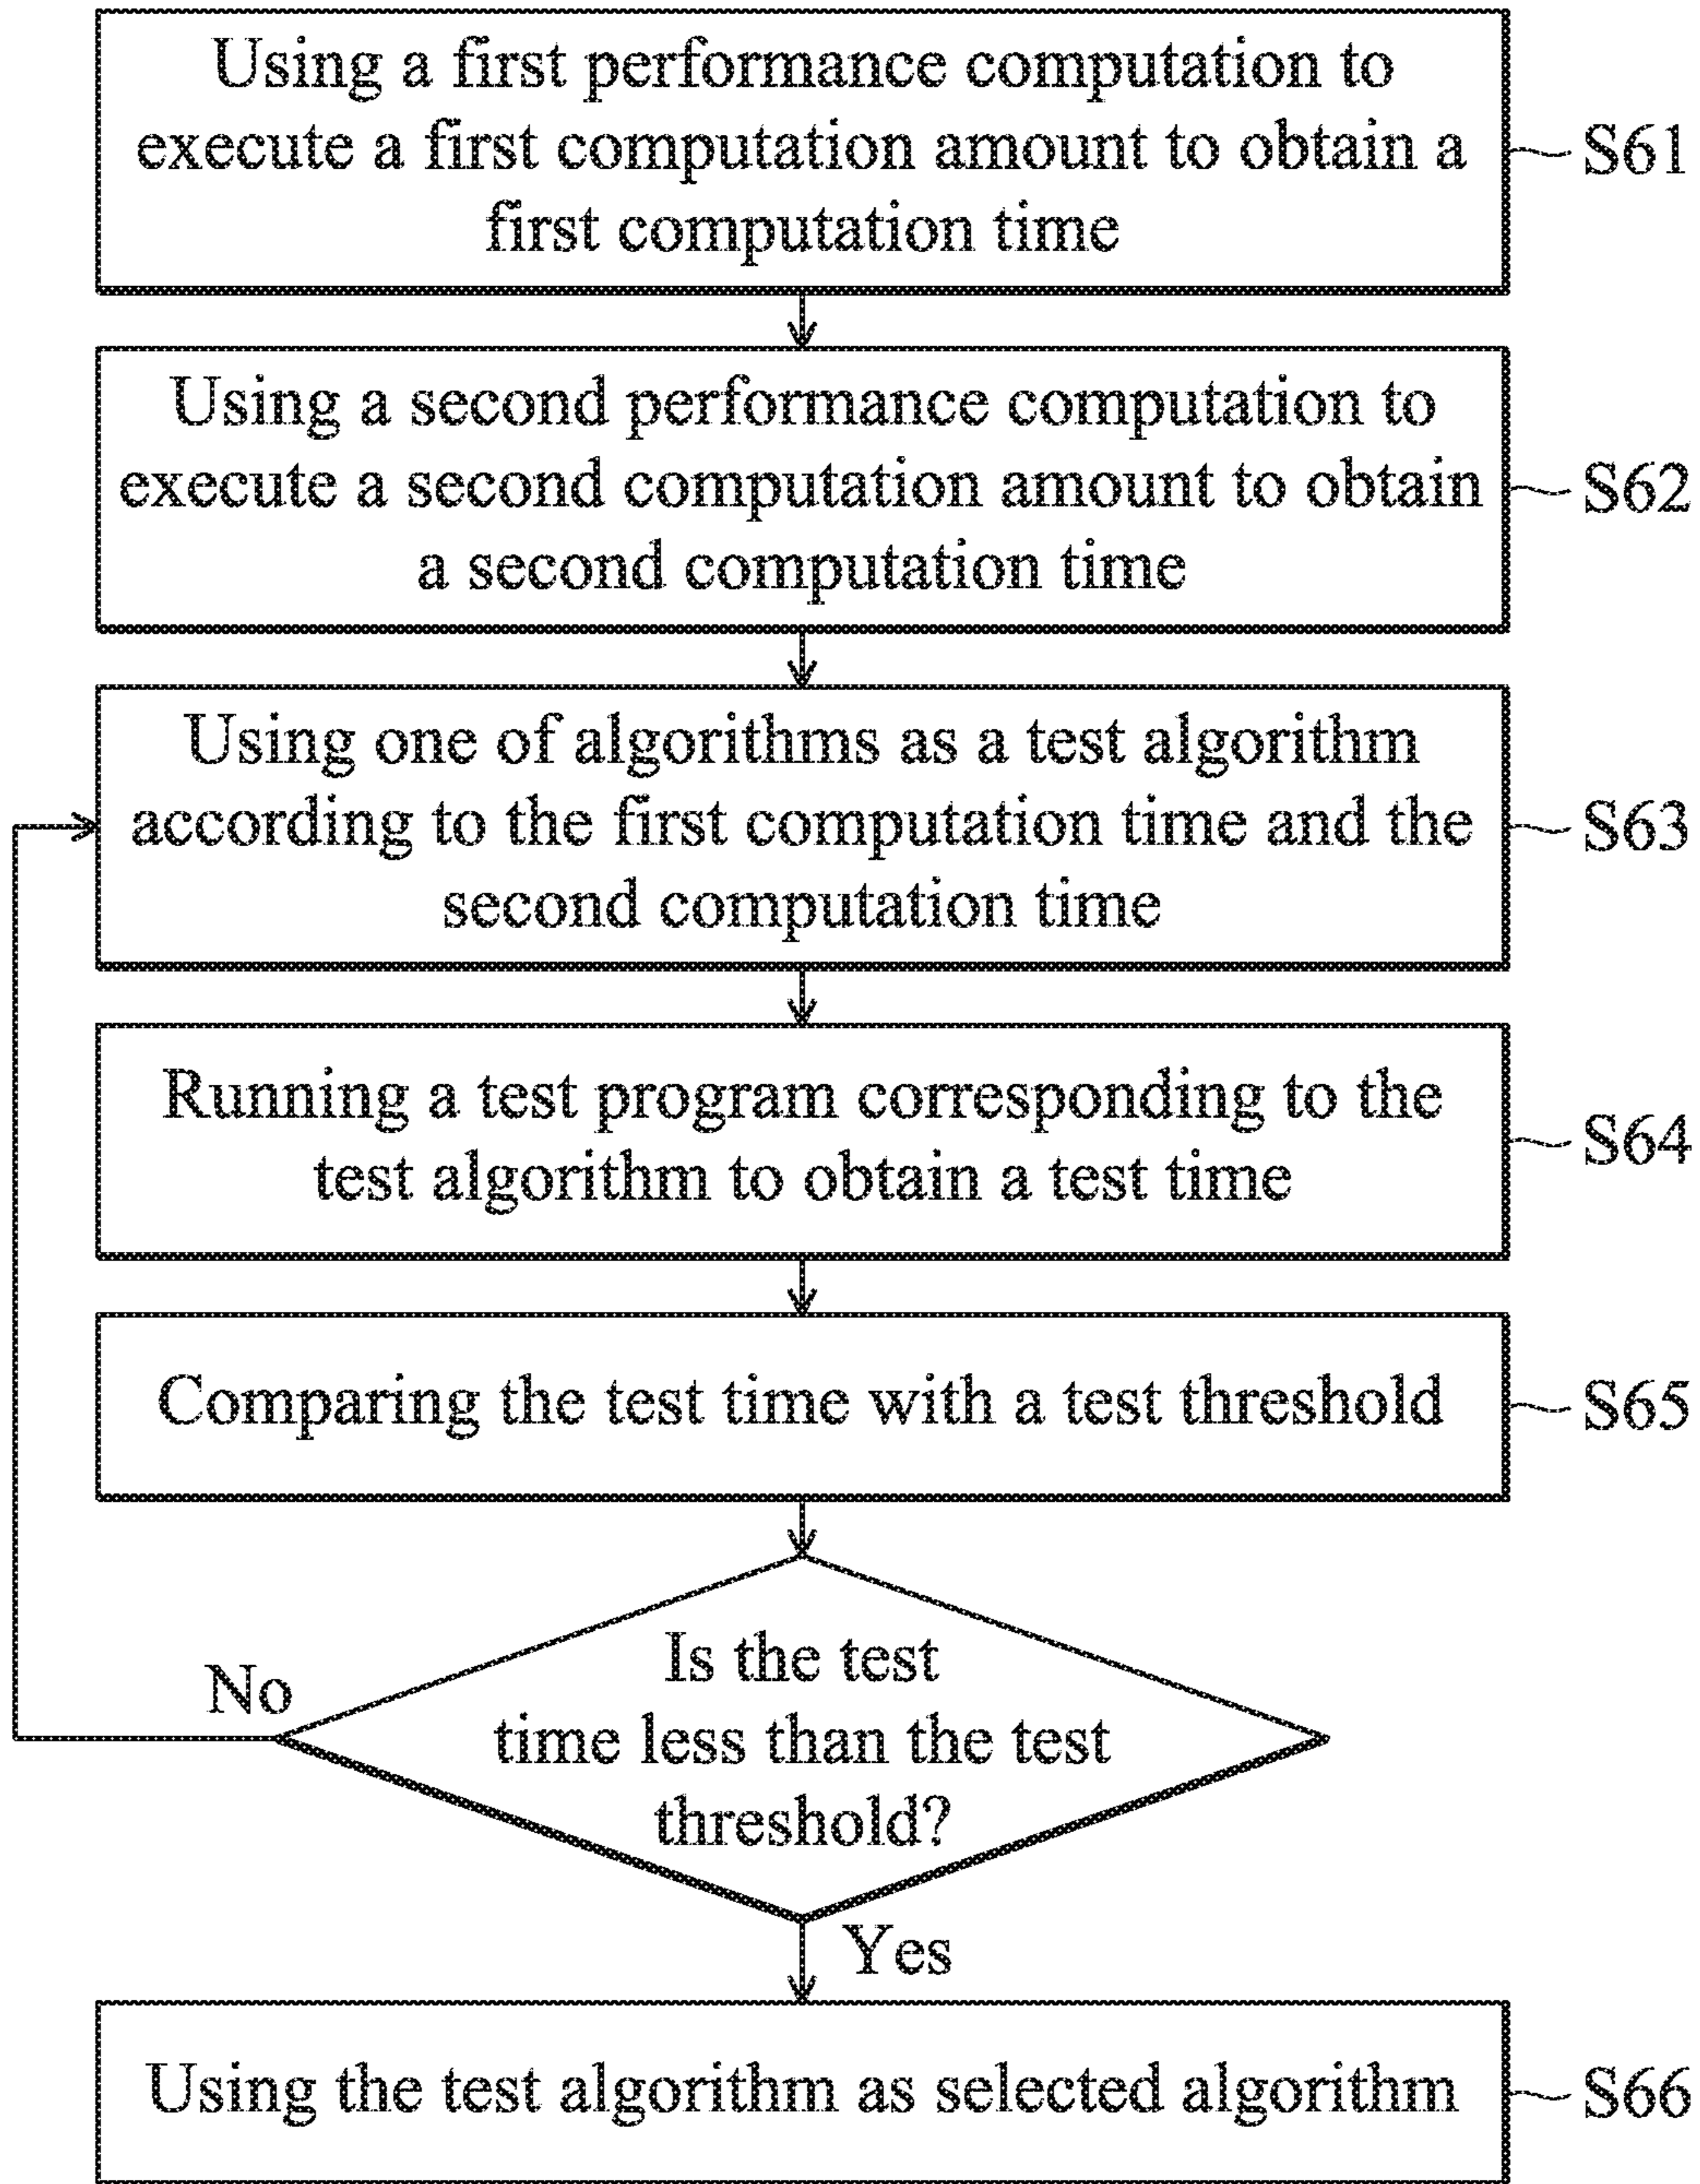 Using a first performance computation to
execute a first computation amount to obtain a
first computation time
S61
Using a second performance computation to
execute a second computation amount to obtain
a second computation time
S62
Using one of algorithms as a test algorithm
according to the first computation time and the
second computation time
S63
Running a test program corresponding to the
test algorithm to obtain a test time
S64
Comparing the test time with a test threshold
S65
Is the test
time less than the test
threshold?
No
Yes
Using the test algorithm as selected algorithm
S66